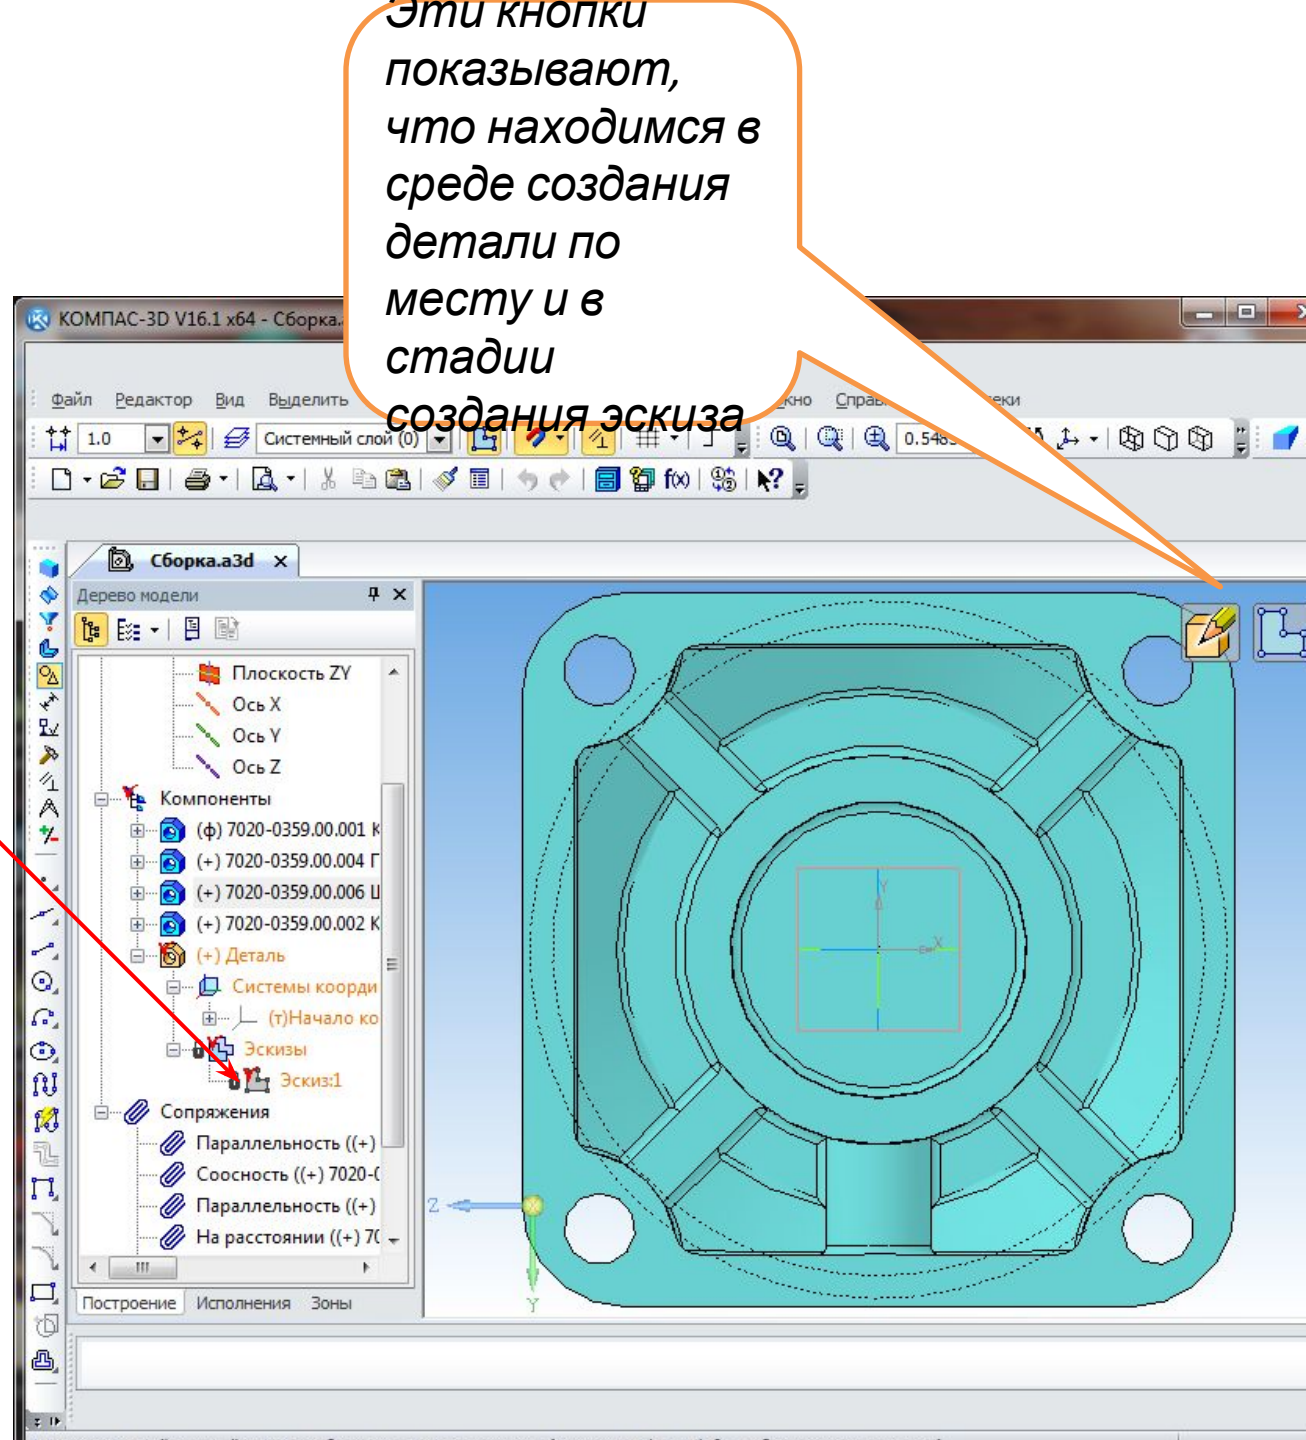 Эти кнопки
показывают,
что находимся в
среде создания
детали по
месту и в
стадии
создания эскиза
КОМПАС-3D V16.1 x64 - Сборка.
Файл Редактор Вид Выделить
1.0 Системный слой (0)
f(x)
Сборка.a3d
Дерево модели
Плоскость ZY
Ось X
Ось Y
Ось Z
Компоненты
(ф) 7020-0359.00.001 К
(+) 7020-0359.00.004 Г
(+) 7020-0359.00.006 Ш
(+) 7020-0359.00.002 К
(+) Деталь
Системы коорди
(т)Начало ко
Эскизы
Эскиз:1
Сопряжения
Параллельность ((+)
Соосность ((+) 7020-0
Параллельность ((+)
На расстоянии ((+) 70
Построение Исполнения Зоны
Y
X
Z
Y